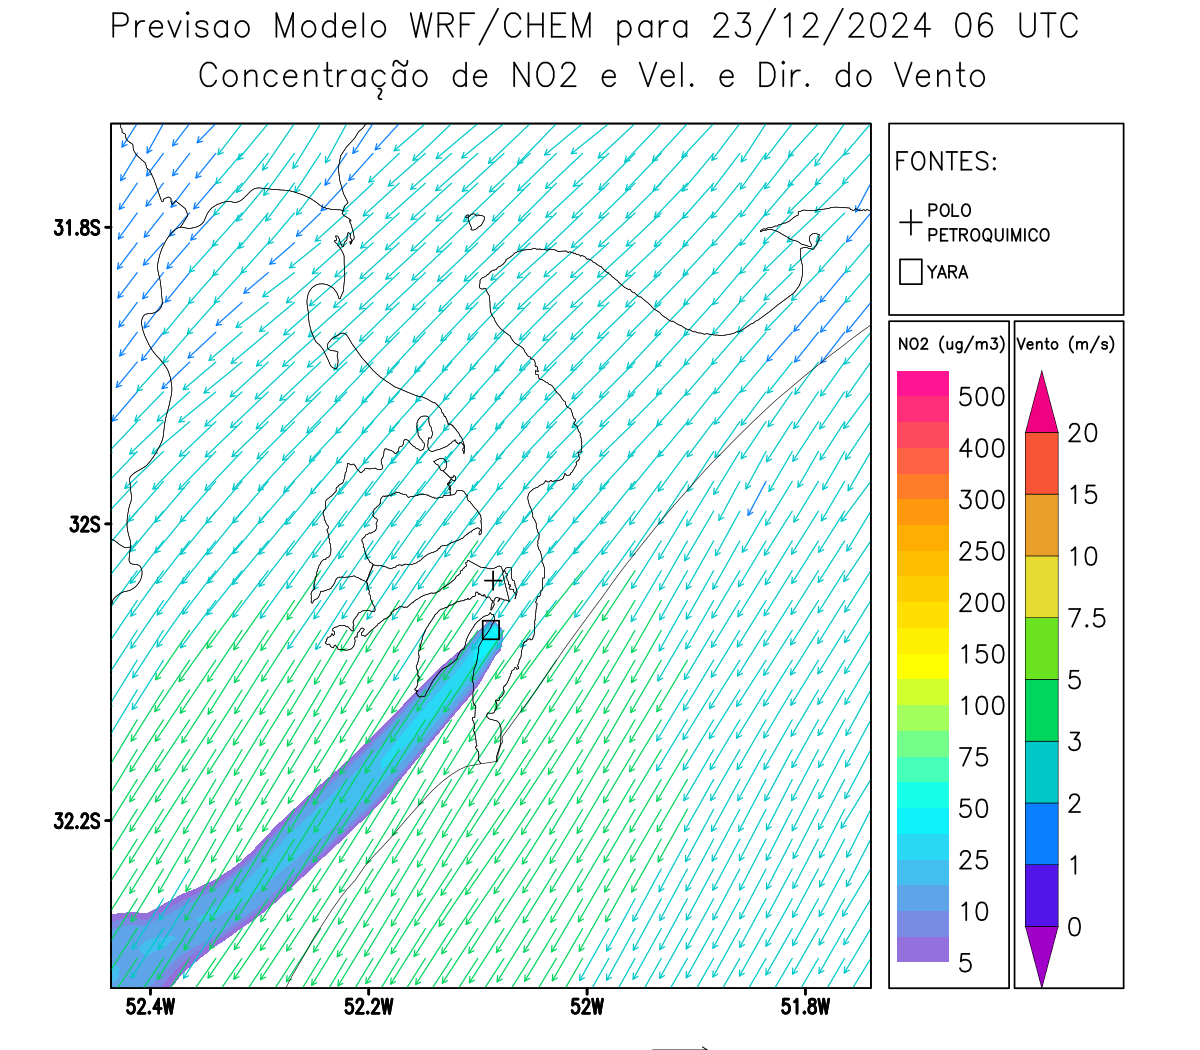 Previsao Modelo WRF/CHEM para 23/12/2024 06 UTC
Concentração de NO2 e Vel. e Dir. do Vento
FONTES:
POLO
PETROQUIMICO
YARA
31.8S
32S
32.2S
52.4W
52.2W
52W
51.8W
NO2 (ug/m3)
500
400
300
250
200
150
100
75
50
25
10
5
Vento (m/s)
20
15
10
7.5
5
3
2
1
0